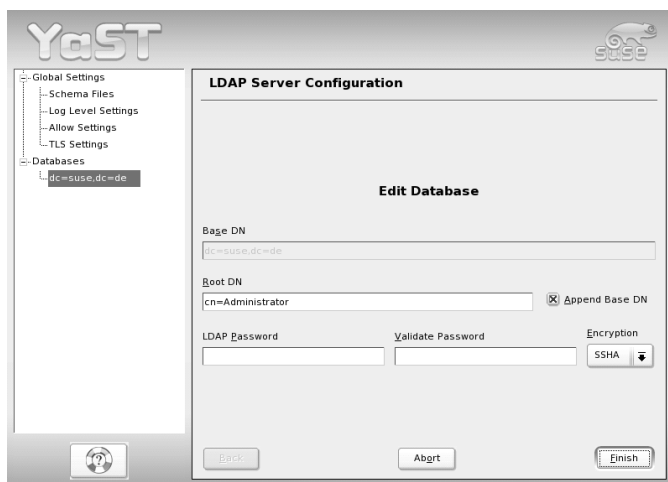 YaST
suse
Global Settings
Schema Files
Log Level Settings
Allow Settings
TLS Settings
Databases
dc=suse,dc=de
LDAP Server Configuration
Edit Database
Base DN
dc=suse,dc=de
Root DN
cn=Administrator
Append Base DN
LDAP Password
Validate Password
Encryption
SSHA
Back
Abort
Finish